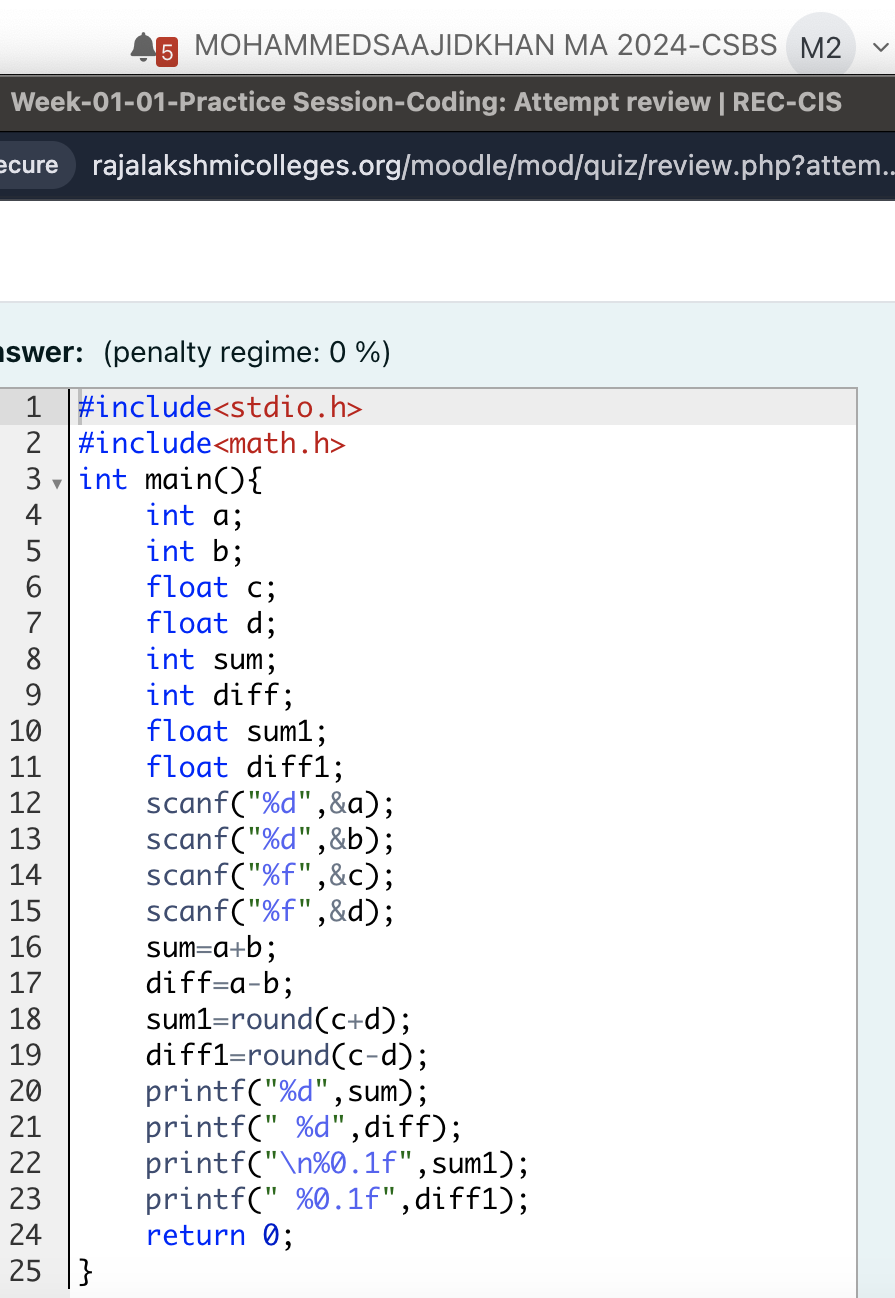 5 MOHAMMEDSAAJIDKHAN MA 2024-CSBS M2
Week-01-01-Practice Session-Coding: Attempt review | REC-CIS
ecure rajalakshmicolleges.org/moodle/mod/quiz/review.php?attem...
nswer: (penalty regime: 0 %)
1 #include<stdio.h>
2 #include<math.h>
3 int main(){
4     int a;
5     int b;
6     float c;
7     float d;
8     int sum;
9     int diff;
10     float sum1;
11     float diff1;
12     scanf("%d",&a);
13     scanf("%d",&b);
14     scanf("%f",&c);
15     scanf("%f",&d);
16     sum=a+b;
17     diff=a-b;
18     sum1=round(c+d);
19     diff1=round(c-d);
20     printf("%d",sum);
21     printf(" %d",diff);
22     printf("\n%0.1f",sum1);
23     printf(" %0.1f",diff1);
24     return 0;
25 }